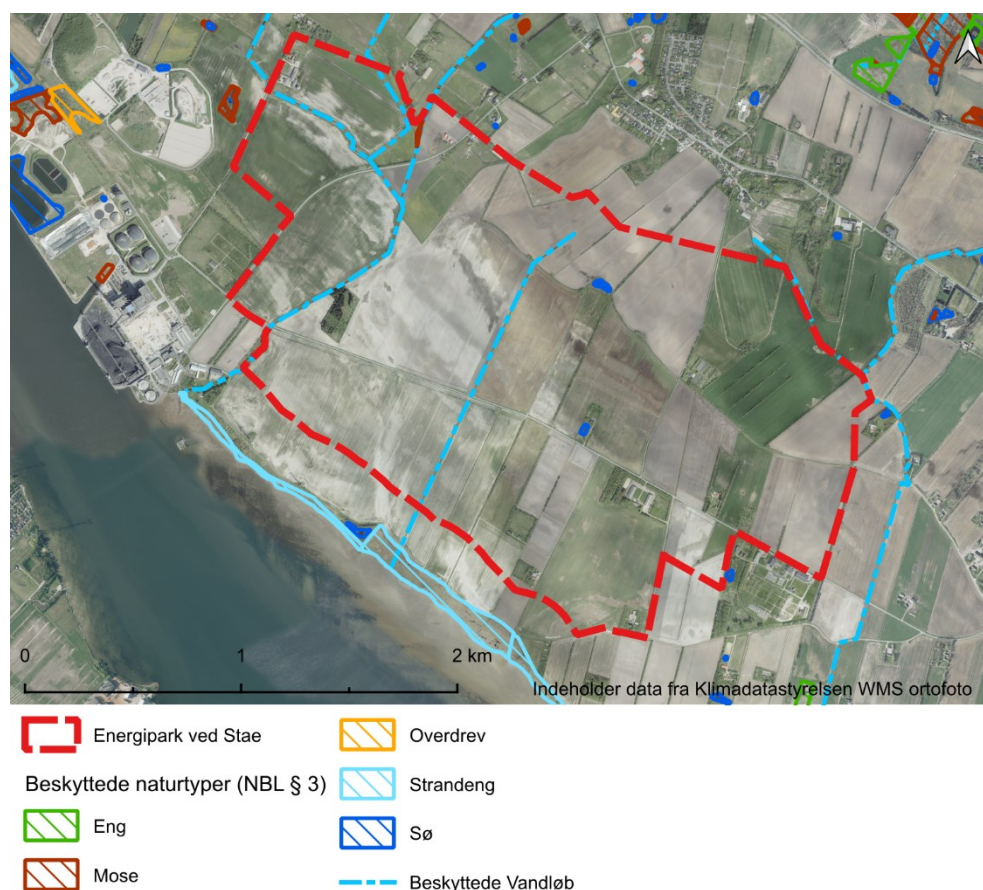 0
1
2 km
Indeholder data fra Klimadatastyrelsen WMS ortofoto
Energipark ved Stae
Beskyttede naturtyper (NBL § 3)
Eng
Mose
Overdrev
Strandeng
Sø
Beskyttede Vandløb